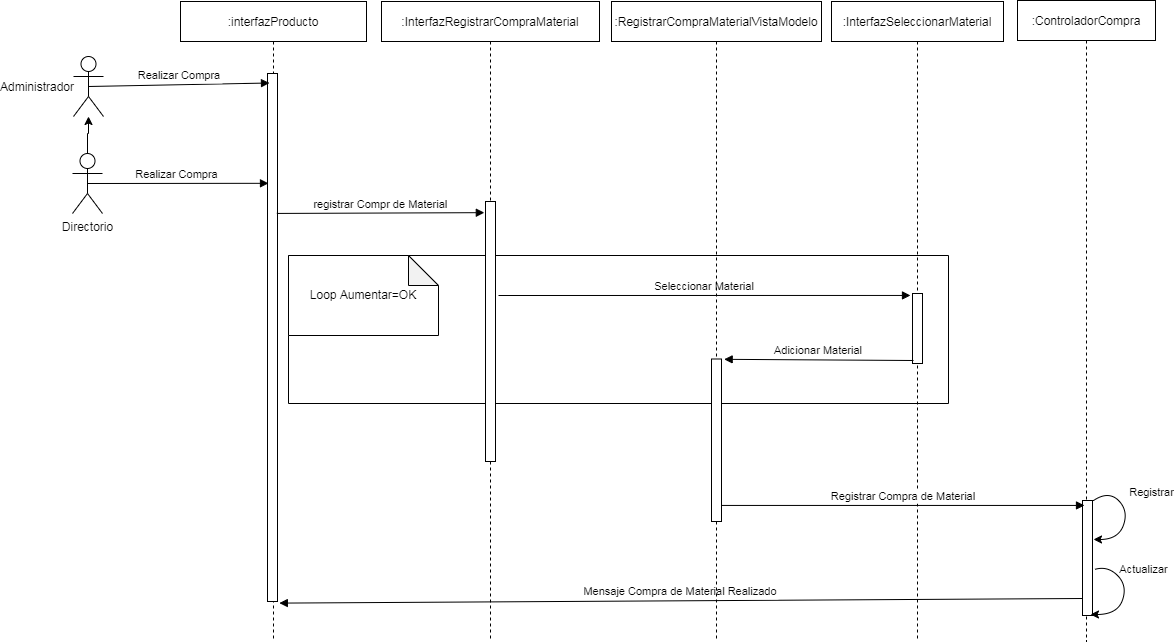 :interfazProducto
:InterfazRegistrarCompraMaterial
:RegistrarCompraMaterialVistaModelo
:InterfazSeleccionarMaterial
:ControladorCompra
Realizar Compra
Administrador
Realizar Compra
Directorio
registrar Compr de Material
Loop Aumentar=OK
Seleccionar Material
Adicionar Material
Registrar Compra de Material
Registrar
Actualizar
Mensaje Compra de Material Realizado